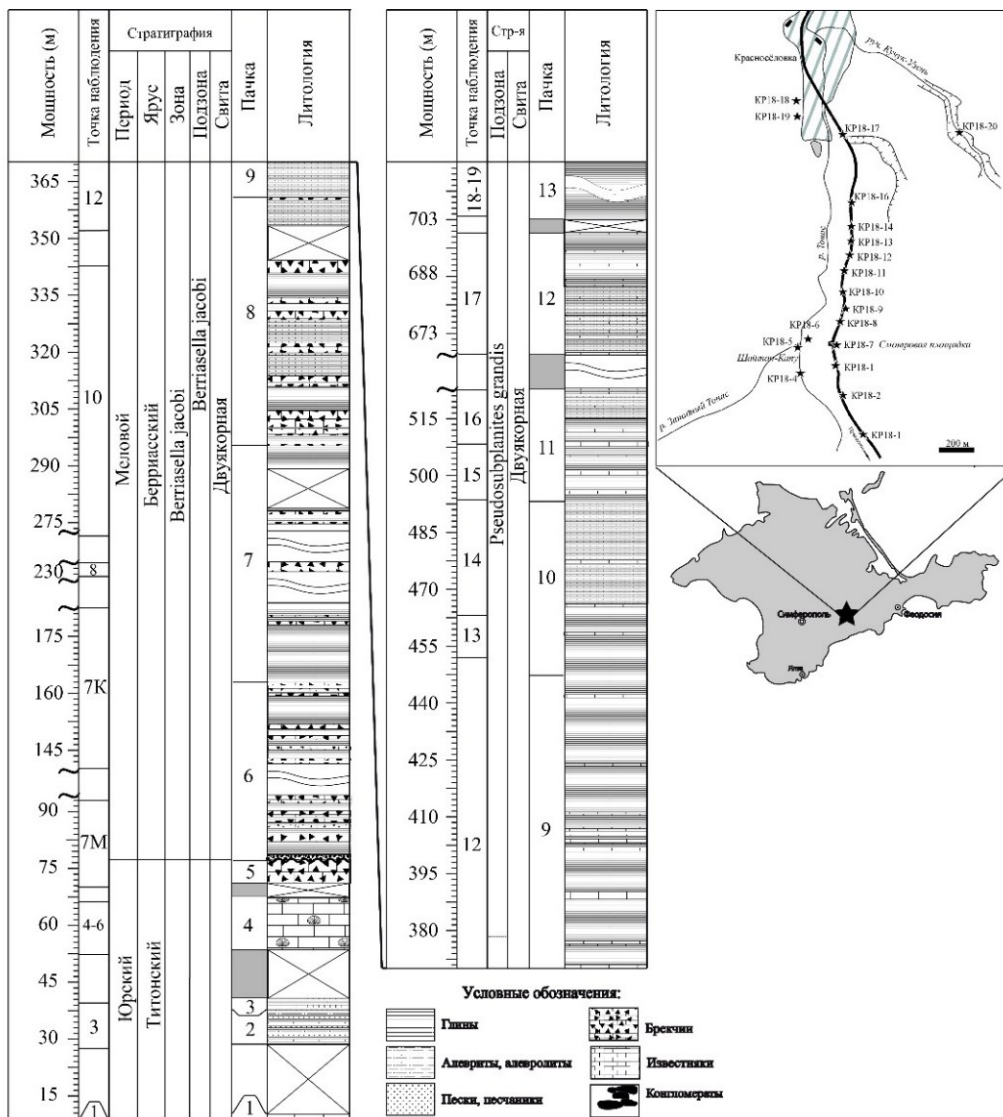 Мощность (м)
Точка наблюдения
Стратиграфия
Период
Ярус
Зона
Подзона
Свита
Пачка
Литология
365
350
335
320
305
290
275
230
175
160
145
90
75
60
45
30
15
12
10
8
7К
7М
4-6
3
1
Меловой
Юрский
Берриасский
Титонский
Berriasella jacobi
Berriasella jacobi
Двуякорная
9
8
7
6
5
4
3
2
1
Мощность (м)
Точка наблюдения
Стр-я
Подзона
Свита
Пачка
Литология
703
688
673
515
500
485
470
455
440
425
410
395
380
18-19
17
16
15
14
13
12
Pseudosubplanites grandis
Двуякорная
13
12
11
10
9
Красносёловка
руч. Кучук-Узень
КР18-18
КР18-19
КР18-17
КР18-20
КР18-16
р. Тонас
КР18-14
КР18-13
КР18-12
КР18-11
КР18-10
КР18-9
КР18-8
КР18-6
КР18-5
КР18-7 Смотровая площадка
Шайтан-Капу
КР18-1
КР18-4
КР18-2
р. Западный Тонас
КР18-1
200 м
Симферополь
Феодосия
Ялта
Условные обозначения:
Глины
Брекчии
Алевриты, алевролиты
Известняки
Пески, песчаники
Конгломераты